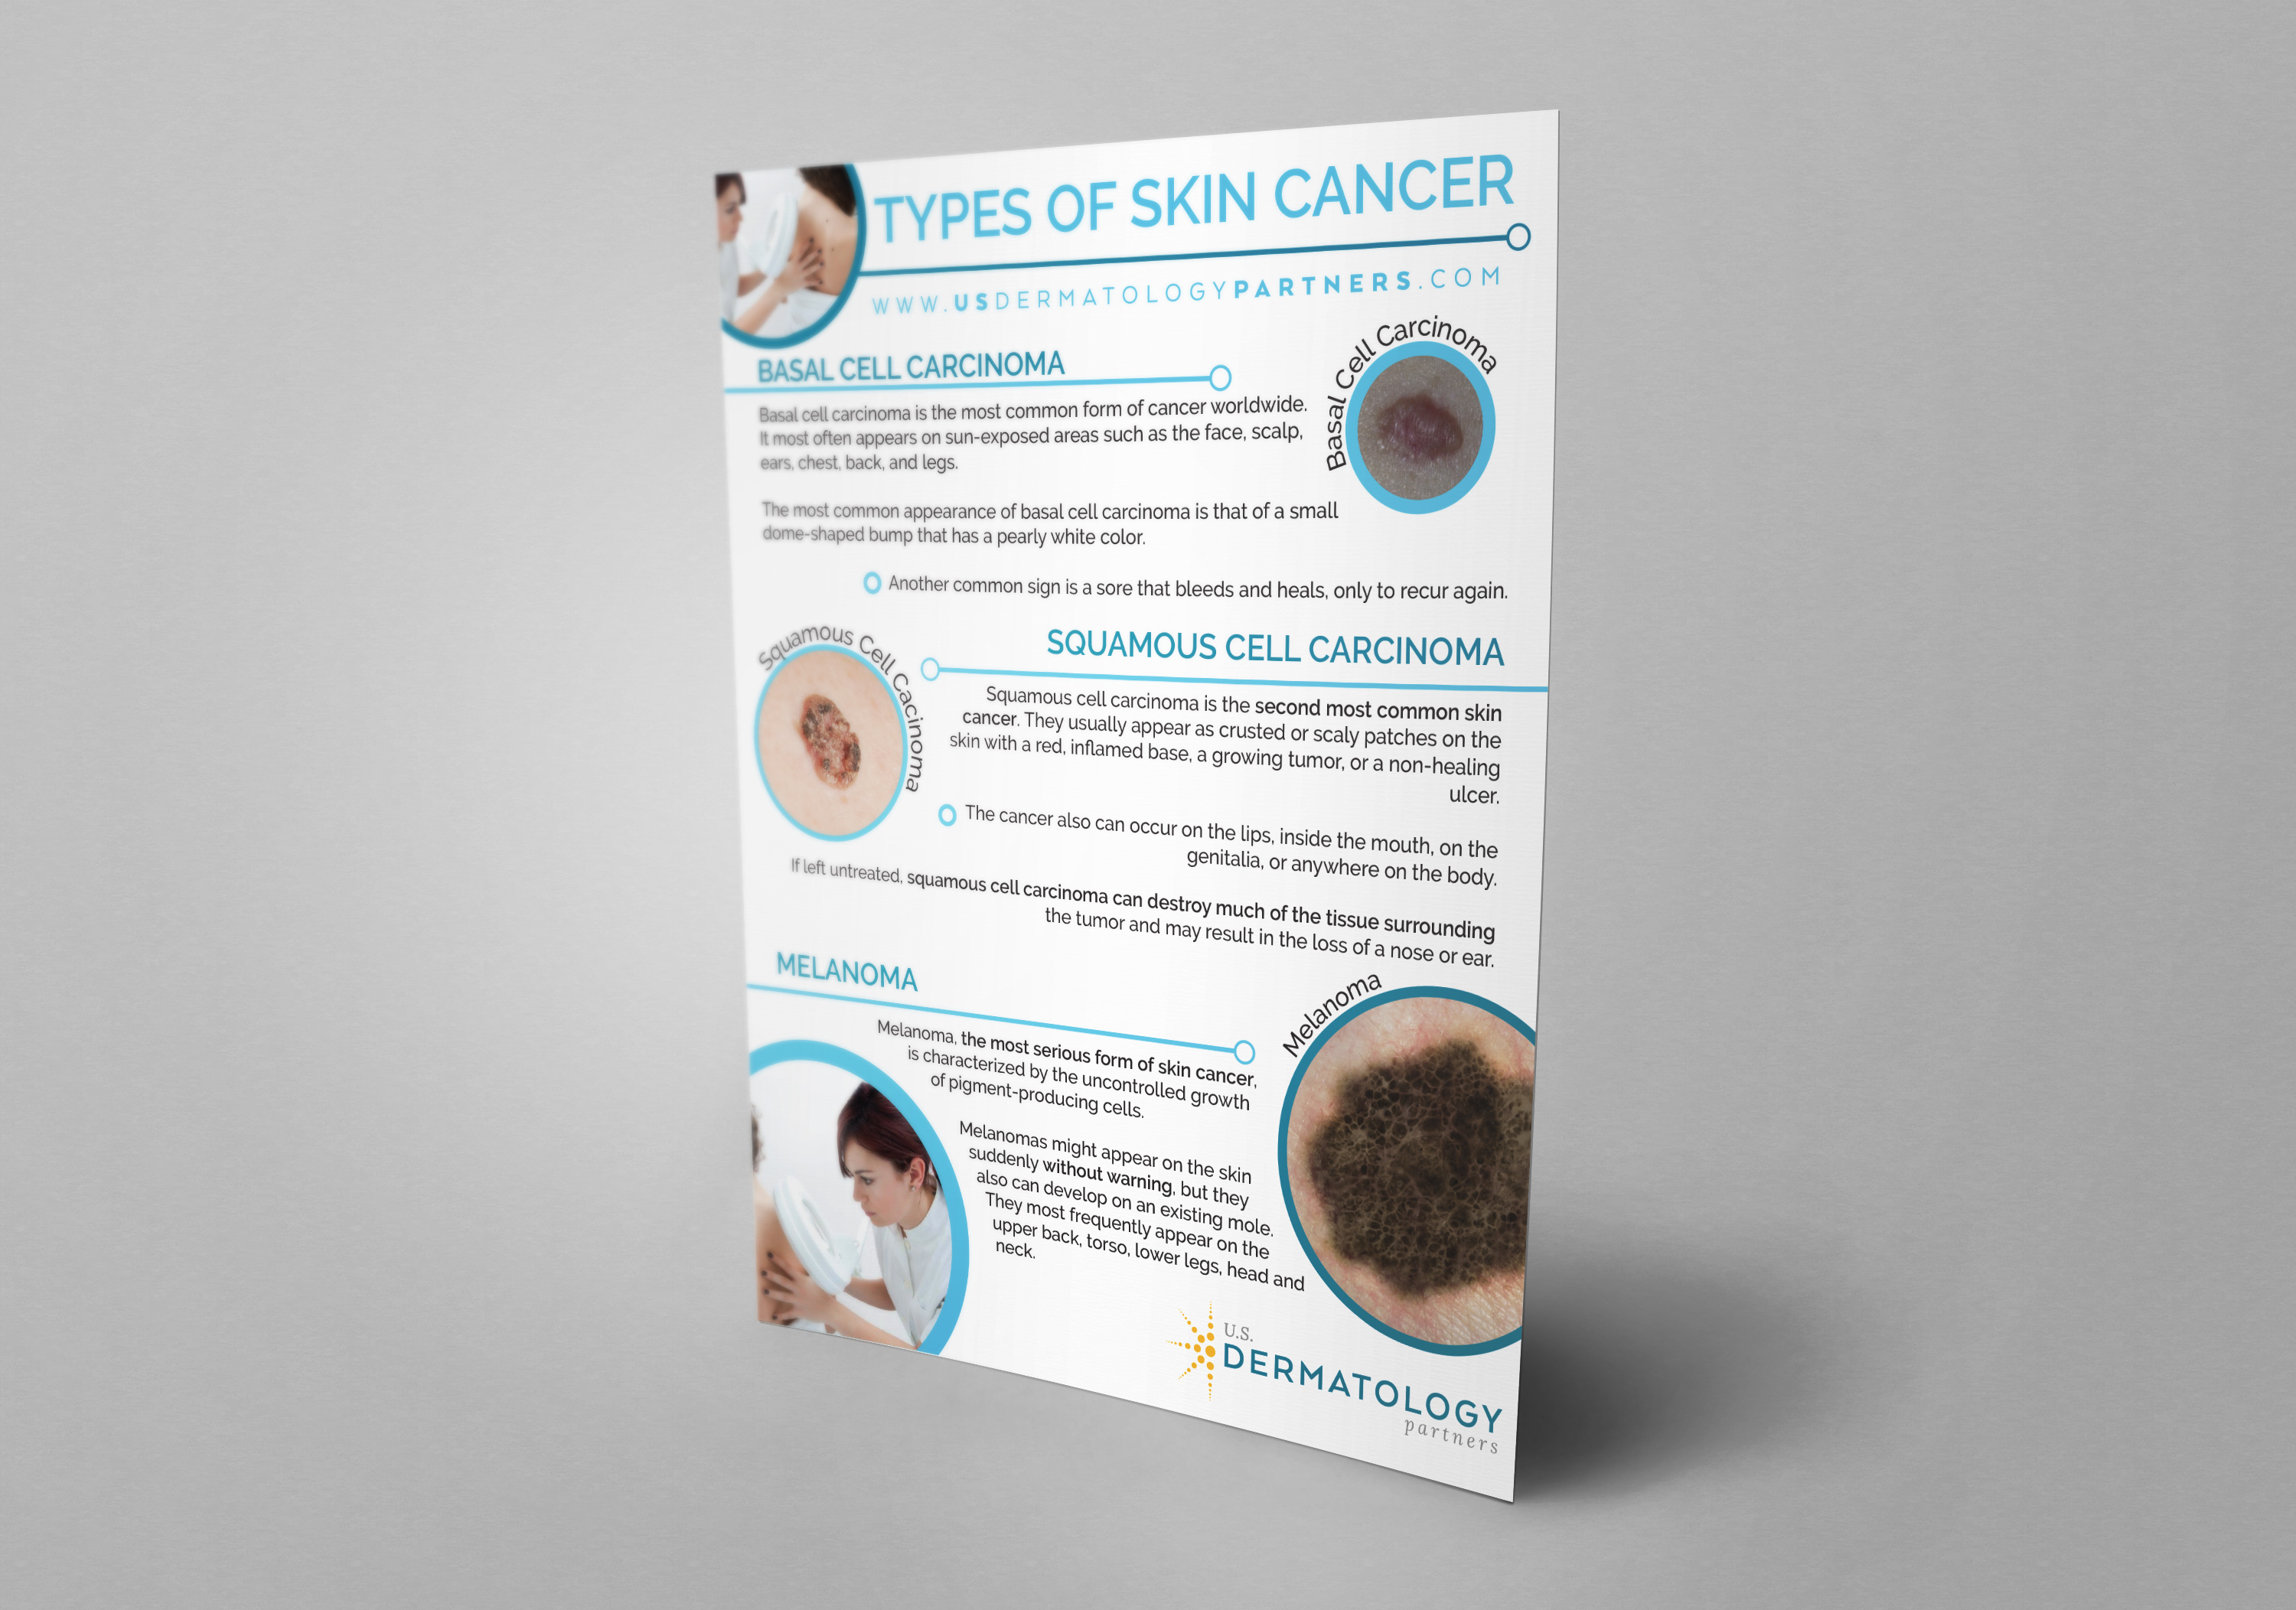 TYPES OF SKIN CANCER
WWW.USDERMATOLOGYPARTNERS.COM
BASAL CELL CARCINOMA
Basal Cell Carcinoma
Basal cell carcinoma is the most common form of cancer worldwide.
It most often appears on sun-exposed areas such as the face, scalp,
ears, chest, back, and legs.
The most common appearance of basal cell carcinoma is that of a small
dome-shaped bump that has a pearly white color.
Another common sign is a sore that bleeds and heals, only to recur again.
SQUAMOUS CELL CARCINOMA
Squamous Cell Cacinoma
Squamous cell carcinoma is the second most common skin
cancer. They usually appear as crusted or scaly patches on the
skin with a red, inflamed base, a growing tumor, or a non-healing
ulcer.
The cancer also can occur on the lips, inside the mouth, on the
genitalia, or anywhere on the body.
If left untreated, squamous cell carcinoma can destroy much of the tissue surrounding
the tumor and may result in the loss of a nose or ear.
MELANOMA
Melanoma
Melanoma, the most serious form of skin cancer,
is characterized by the uncontrolled growth
of pigment-producing cells.
Melanomas might appear on the skin
suddenly without warning, but they
also can develop on an existing mole.
They most frequently appear on the
upper back, torso, lower legs, head and
neck.
U.S.
DERMATOLOGY
partners